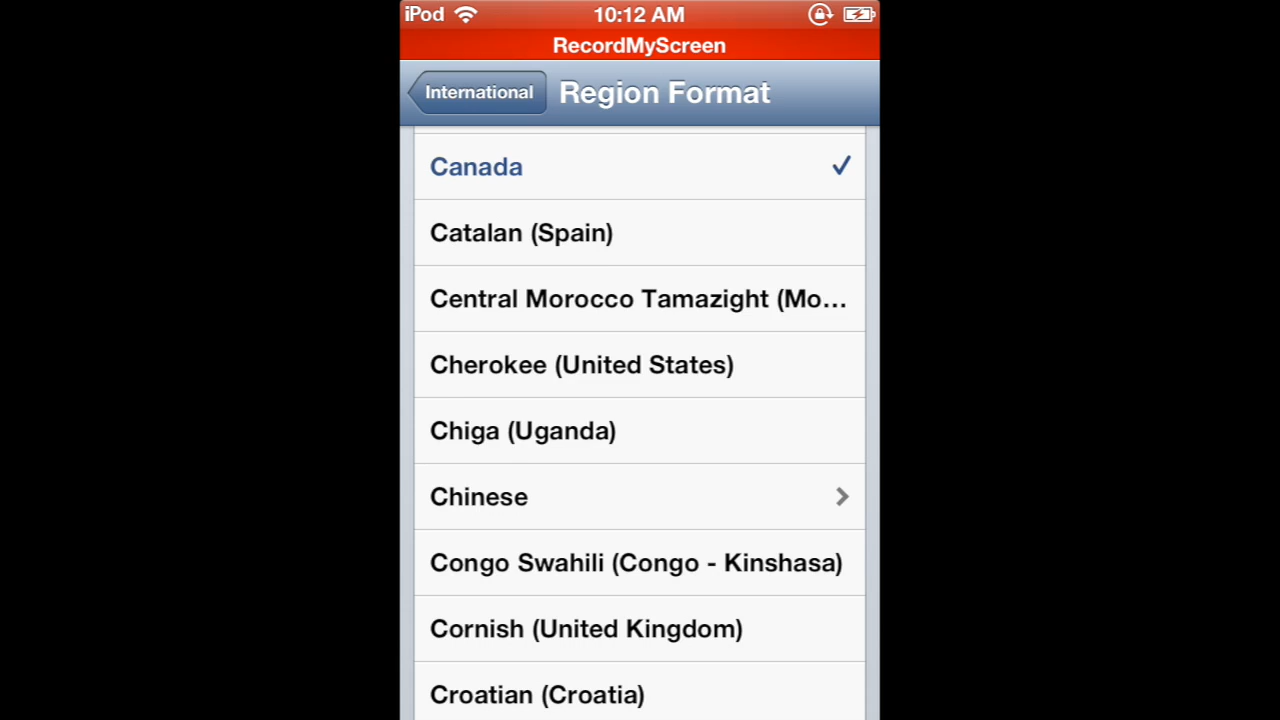 iPod 10:12 AM
RecordMyScreen
International Region Format
Canada
Catalan (Spain)
Central Morocco Tamazight (Mo...
Cherokee (United States)
Chiga (Uganda)
Chinese
Congo Swahili (Congo - Kinshasa)
Cornish (United Kingdom)
Croatian (Croatia)